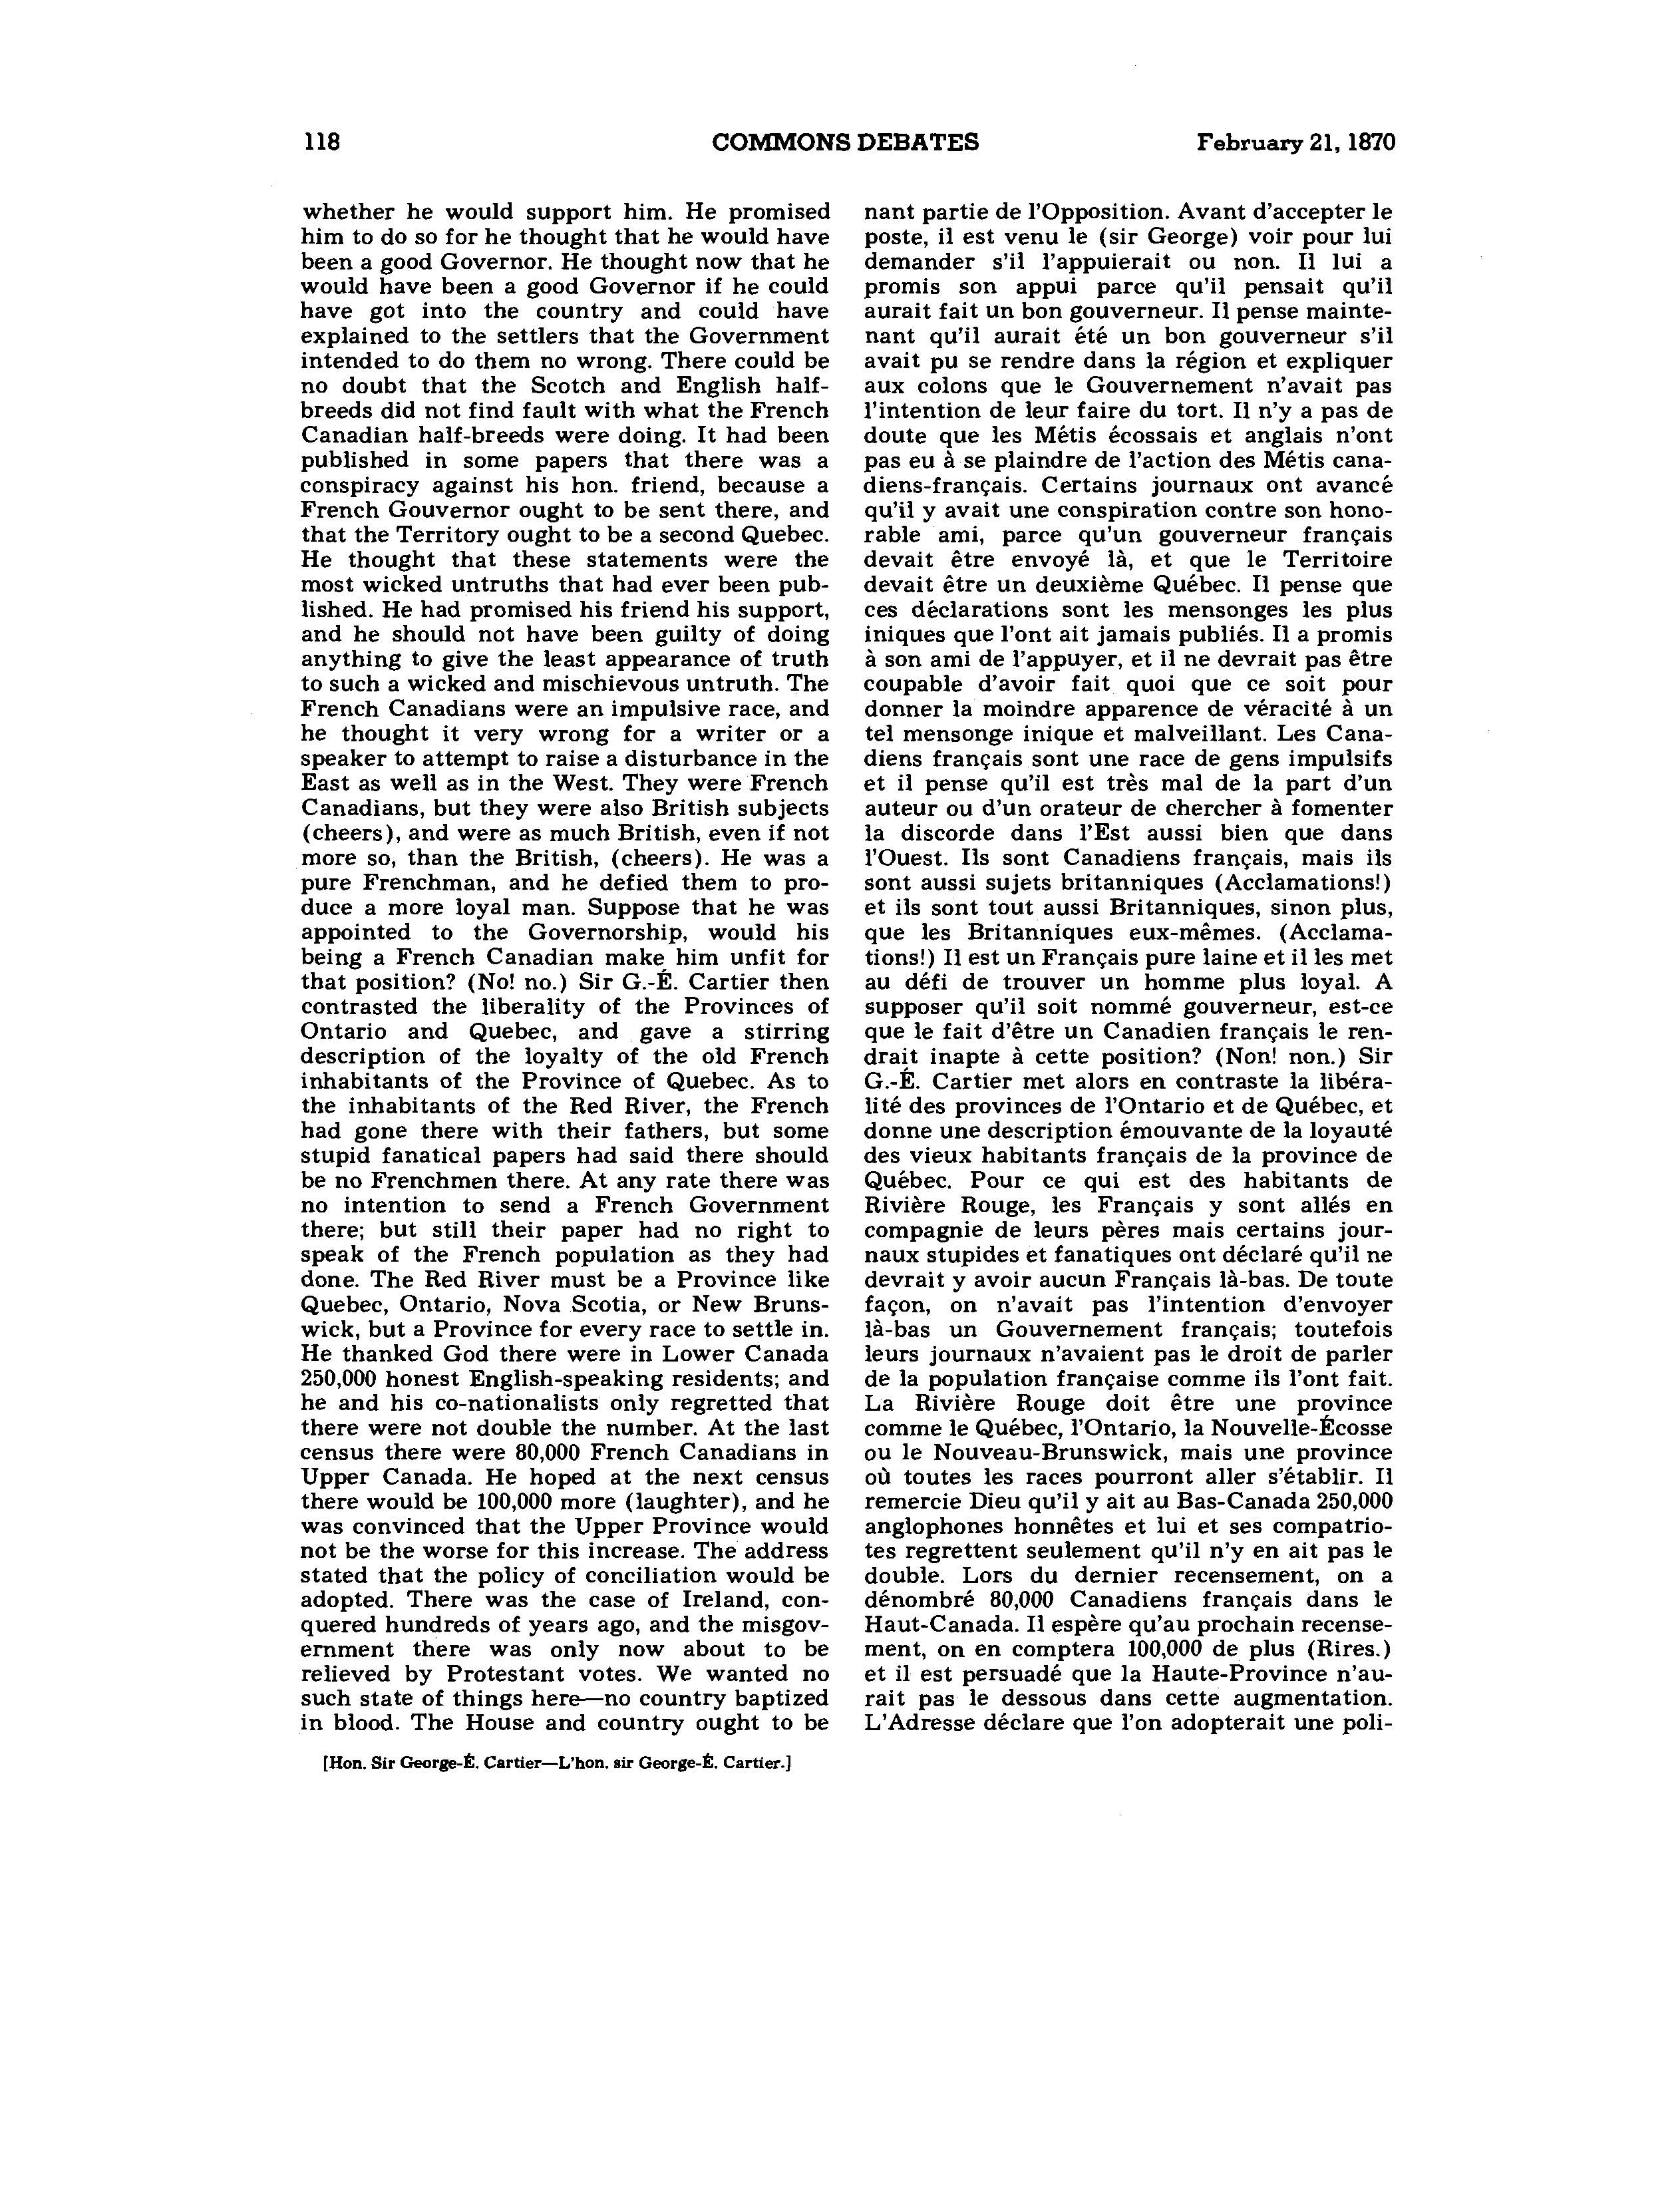 118
COMMONS DEBATES
February 21, 1870
whether he would support him. He promised
him to do so for he thought that he would have
been a good Governor. He thought now that he
would have been a good Governor if he could
have got into the country and could have
explained to the settlers that the Government
intended to do them no wrong. There could be
no doubt that the Scotch and English half-
breeds did not find fault with what the French
Canadian half-breeds were doing. It had been
published in some papers that there was a
conspiracy against his hon. friend, because a
French Gouvernor ought to be sent there, and
that the Territory ought to be a second Quebec.
He thought that these statements were the
most wicked untruths that had ever been pub-
lished. He had promised his friend his support,
and he should not have been guilty of doing
anything to give the least appearance of truth
to such a wicked and mischievous untruth. The
French Canadians were an impulsive race, and
he thought it very wrong for a writer or a
speaker to attempt to raise a disturbance in the
East as well as in the West. They were French
Canadians, but they were also British subjects
(cheers), and were as much British, even if not
more so, than the British, (cheers). He was a
pure Frenchman, and he defied them to pro-
duce a more loyal man. Suppose that he was
appointed to the Governorship, would his
being a French Canadian make him unfit for
that position? (No! no.) Sir G.-É. Cartier then
contrasted the liberality of the Provinces of
Ontario and Quebec, and gave a stirring
description of the loyalty of the old French
inhabitants of the Province of Quebec. As to
the inhabitants of the Red River, the French
had gone there with their fathers, but some
stupid fanatical papers had said there should
be no Frenchmen there. At any rate there was
no intention to send a French Government
there; but still their paper had no right to
speak of the French population as they had
done. The Red River must be a Province like
Quebec, Ontario, Nova Scotia, or New Bruns-
wick, but a Province for every race to settle in.
He thanked God there were in Lower Canada
250,000 honest English-speaking residents; and
he and his co-nationalists only regretted that
there were not double the number. At the last
census there were 80,000 French Canadians in
Upper Canada. He hoped at the next census
there would be 100,000 more (laughter), and he
was convinced that the Upper Province would
not be the worse for this increase. The address
stated that the policy of conciliation would be
adopted. There was the case of Ireland, con-
quered hundreds of years ago, and the misgov-
ernment there was only now about to be
relieved by Protestant votes. We wanted no
such state of things here—no country baptized
in blood. The House and country ought to be
nant partie de l'Opposition. Avant d'accepter le
poste, il est venu le (sir George) voir pour lui
demander s'il l'appuierait ou non. Il lui a
promis son appui parce qu'il pensait qu'il
aurait fait un bon gouverneur. Il pense mainte-
nant qu'il aurait été un bon gouverneur s'il
avait pu se rendre dans la région et expliquer
aux colons que le Gouvernement n'avait pas
l'intention de leur faire du tort. Il n'y a pas de
doute que les Métis écossais et anglais n'ont
pas eu à se plaindre de l'action des Métis cana-
diens-français. Certains journaux ont avancé
qu'il y avait une conspiration contre son hono-
rable ami, parce qu'un gouverneur français
devait être envoyé là, et que le Territoire
devait être un deuxième Québec. Il pense que
ces déclarations sont les mensonges les plus
iniques que l'ont ait jamais publiés. Il a promis
à son ami de l'appuyer, et il ne devrait pas être
coupable d'avoir fait quoi que ce soit pour
donner la moindre apparence de véracité à un
tel mensonge inique et malveillant. Les Cana-
diens français sont une race de gens impulsifs
et il pense qu'il est très mal de la part d'un
auteur ou d'un orateur de chercher à fomenter
la discorde dans l'Est aussi bien que dans
l'Ouest. Ils sont Canadiens français, mais ils
sont aussi sujets britanniques (Acclamations!)
et ils sont tout aussi Britanniques, sinon plus,
que les Britanniques eux-mêmes. (Acclama-
tions!) Il est un Français pure laine et il les met
au défi de trouver un homme plus loyal. A
supposer qu'il soit nommé gouverneur, est-ce
que le fait d'être un Canadien français le ren-
drait inapte à cette position? (Non! non.) Sir
G.-É. Cartier met alors en contraste la libéra-
lité des provinces de l'Ontario et de Québec, et
donne une description émouvante de la loyauté
des vieux habitants français de la province de
Québec. Pour ce qui est des habitants de
Rivière Rouge, les Français y sont allés en
compagnie de leurs pères mais certains jour-
naux stupides et fanatiques ont déclaré qu'il ne
devrait y avoir aucun Français là-bas. De toute
façon, on n'avait pas l'intention d'envoyer
là-bas un Gouvernement français; toutefois
leurs journaux n'avaient pas le droit de parler
de la population française comme ils l'ont fait.
La Rivière Rouge doit être une province
comme le Québec, l'Ontario, la Nouvelle-Écosse
ou le Nouveau-Brunswick, mais une province
où toutes les races pourront aller s'établir. Il
remercie Dieu qu'il y ait au Bas-Canada 250,000
anglophones honnêtes et lui et ses compatrio-
tes regrettent seulement qu'il n'y en ait pas le
double. Lors du dernier recensement, on a
dénombré 80,000 Canadiens français dans le
Haut-Canada. Il espère qu'au prochain recense-
ment, on en comptera 100,000 de plus (Rires.)
et il est persuadé que la Haute-Province n'au-
rait pas le dessous dans cette augmentation.
L'Adresse déclare que l'on adopterait une poli-
[Hon. Sir George-É. Cartier—L'hon. sir George-É. Cartier.]